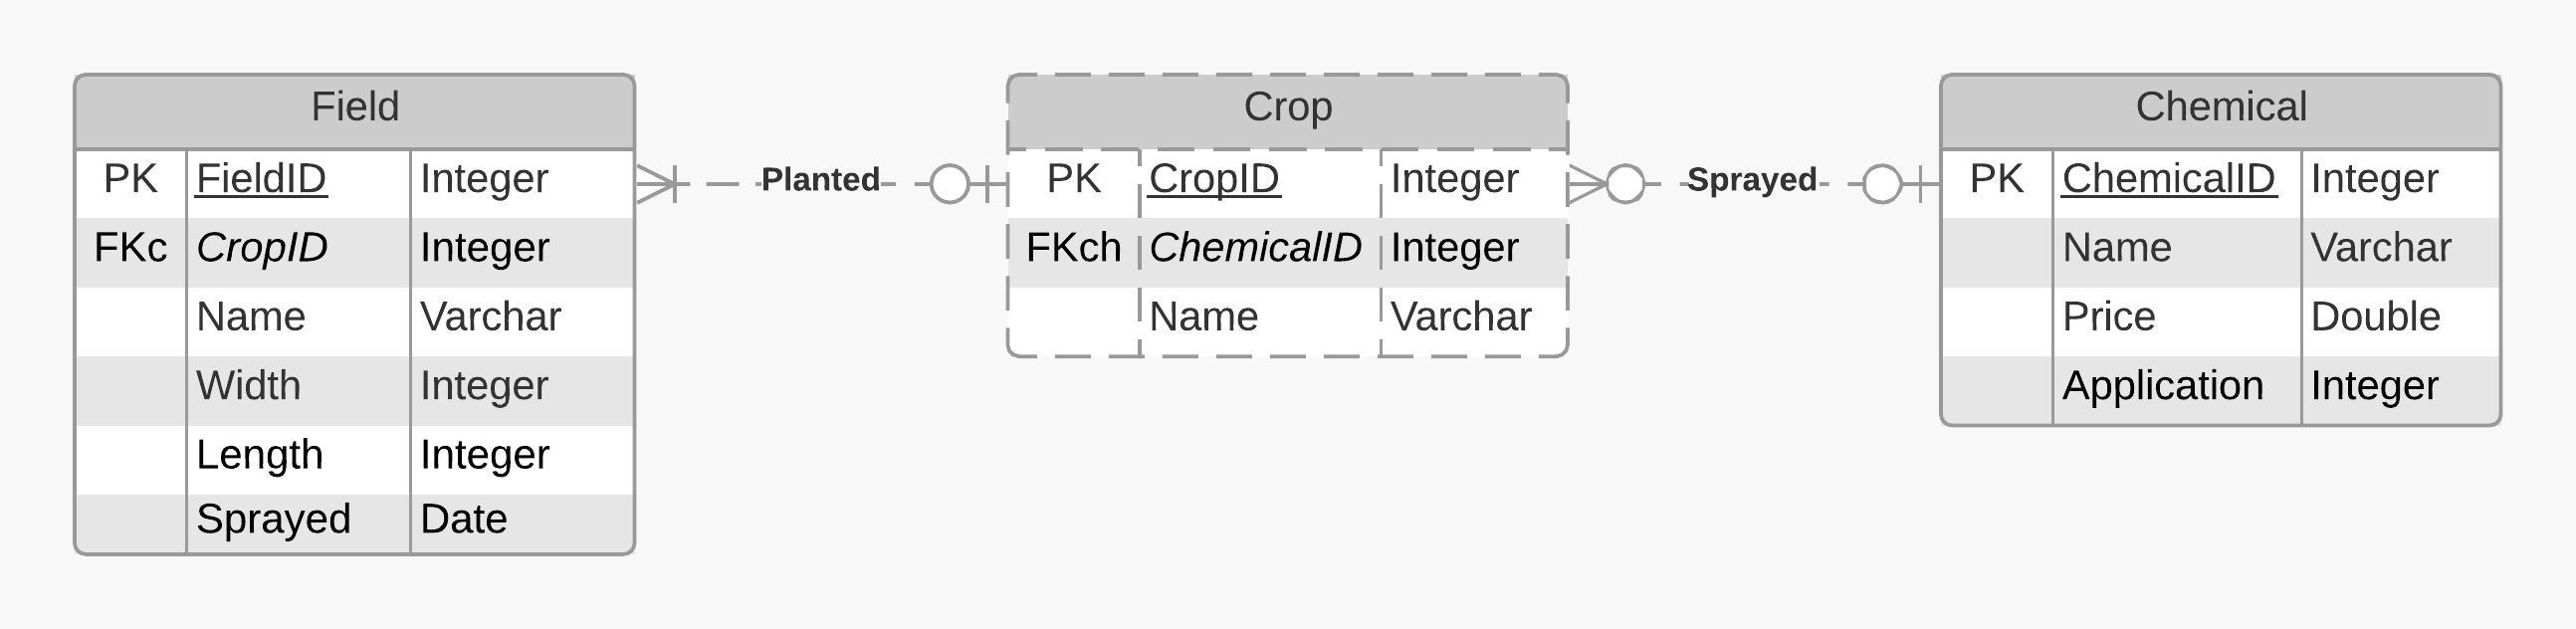 Field
PK FieldID Integer
FKc CropID Integer
Name Varchar
Width Integer
Length Integer
Sprayed Date
Planted
Crop
PK CropID Integer
FKch ChemicalID Integer
Name Varchar
Sprayed
Chemical
PK ChemicalID Integer
Name Varchar
Price Double
Application Integer